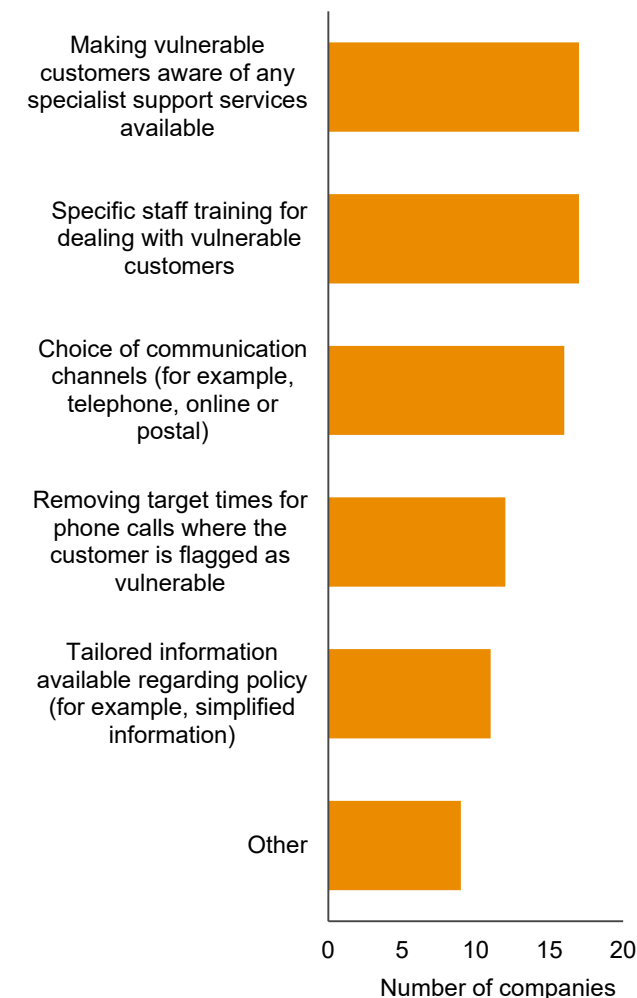 Making vulnerable
customers aware of any
specialist support services
available
Specific staff training for
dealing with vulnerable
customers
Choice of communication
channels (for example,
telephone, online or
postal)
Removing target times for
phone calls where the
customer is flagged as
vulnerable
Tailored information
available regarding policy
(for example, simplified
information)
Other
0 5 10 15 20
Number of companies